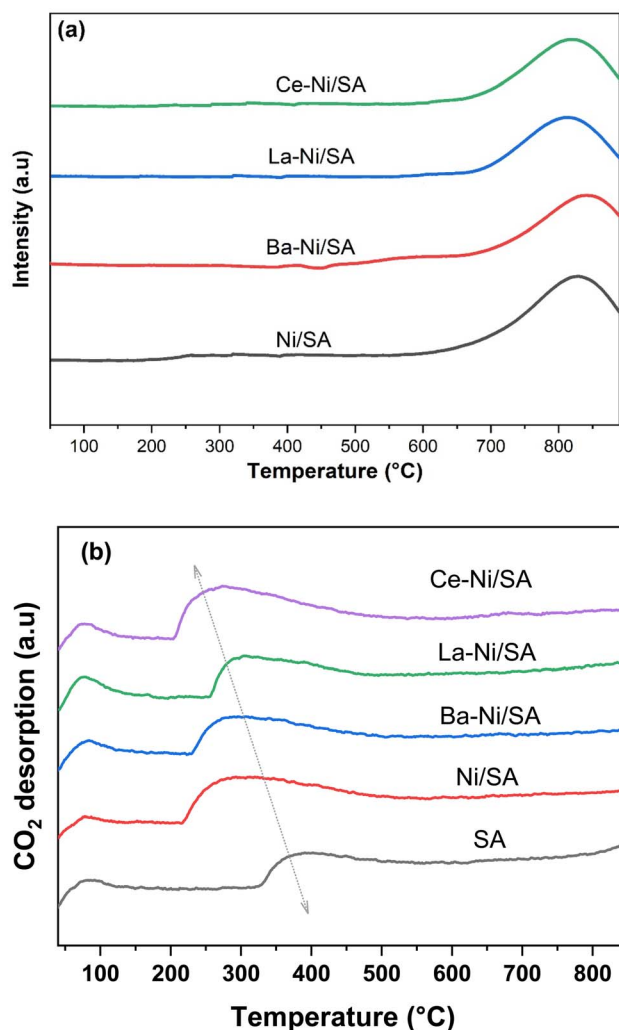 (a)
Ce-Ni/SA
La-Ni/SA
Ba-Ni/SA
Ni/SA
Intensity (a.u)
100 200 300 400 500 600 700 800
Temperature (°C)
(b)
Ce-Ni/SA
La-Ni/SA
Ba-Ni/SA
Ni/SA
SA
CO₂ desorption (a.u)
100 200 300 400 500 600 700 800
Temperature (°C)